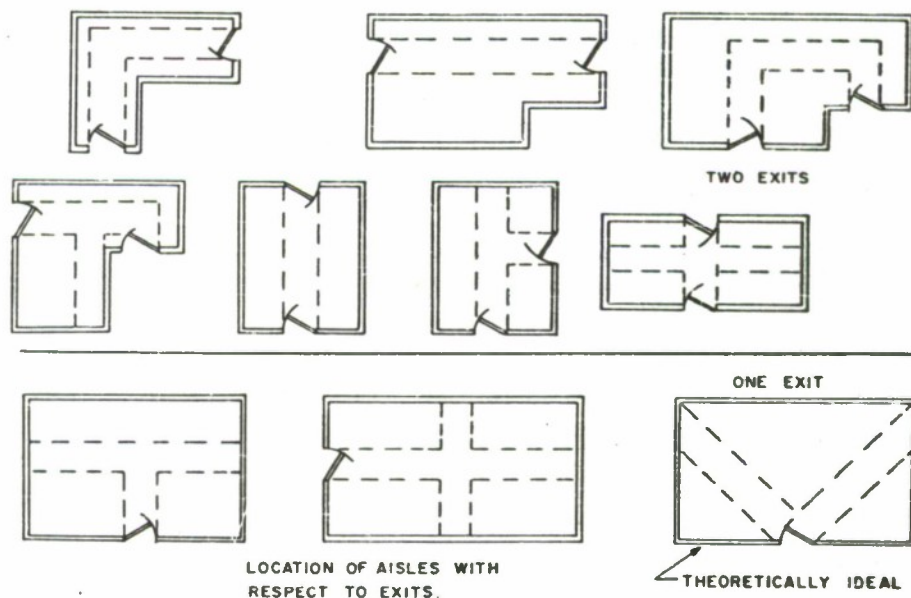 TWO EXITS
ONE EXIT
LOCATION OF AISLES WITH
RESPECT TO EXITS.
THEORETICALLY IDEAL